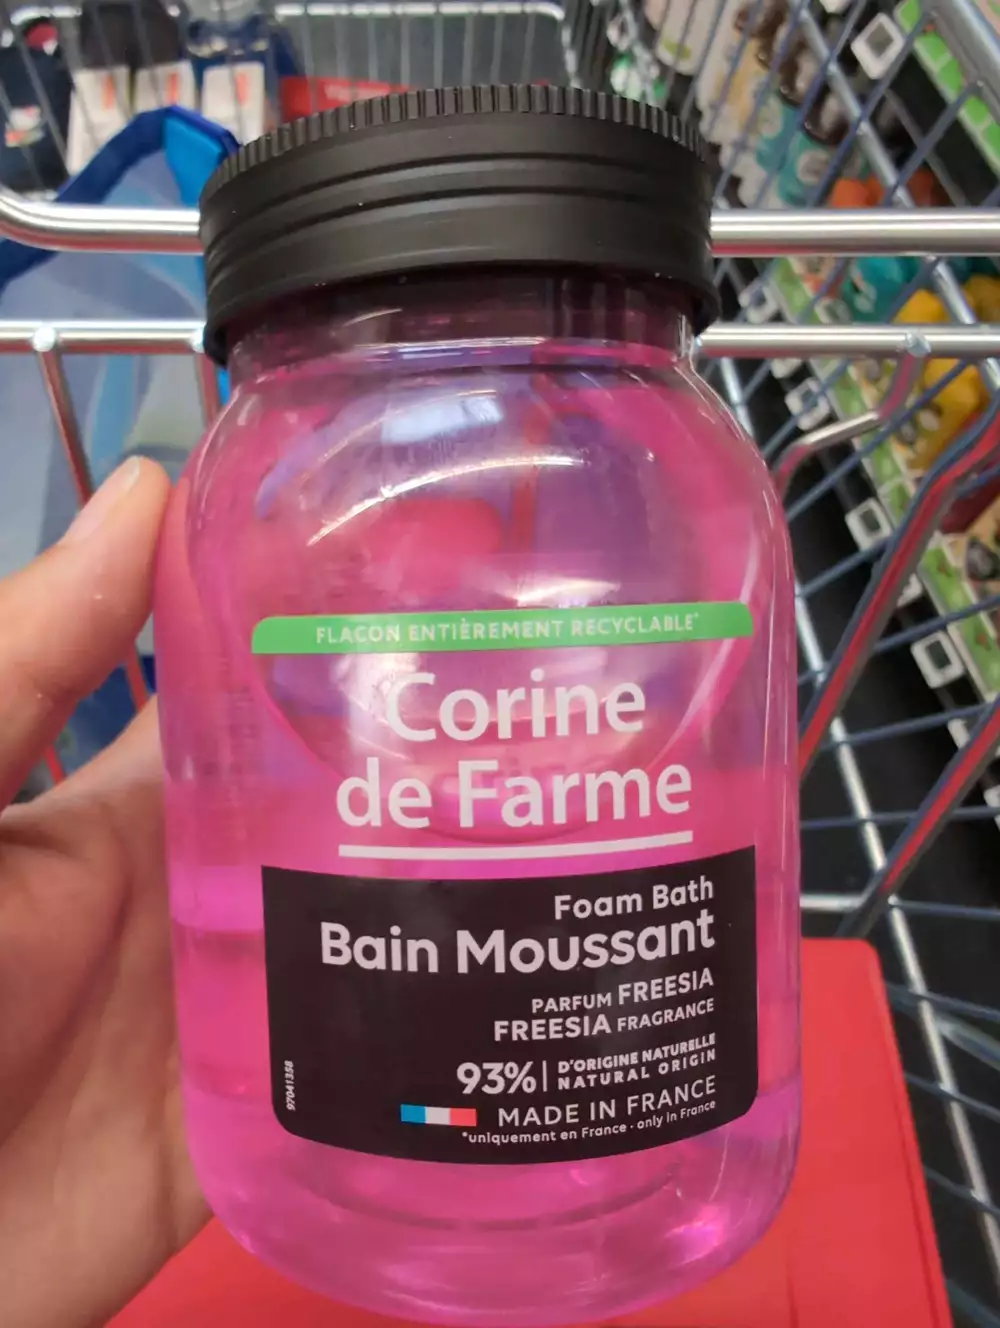 FLACON ENTIÈREMENT RECYCLABLE*
Corine
de Farme
Foam Bath
Bain Moussant
PARFUM FREESIA
FREESIA FRAGRANCE
93% | D'ORIGINE NATURELLE
NATURAL ORIGIN
MADE IN FRANCE
*uniquement en France · only in France
97041358